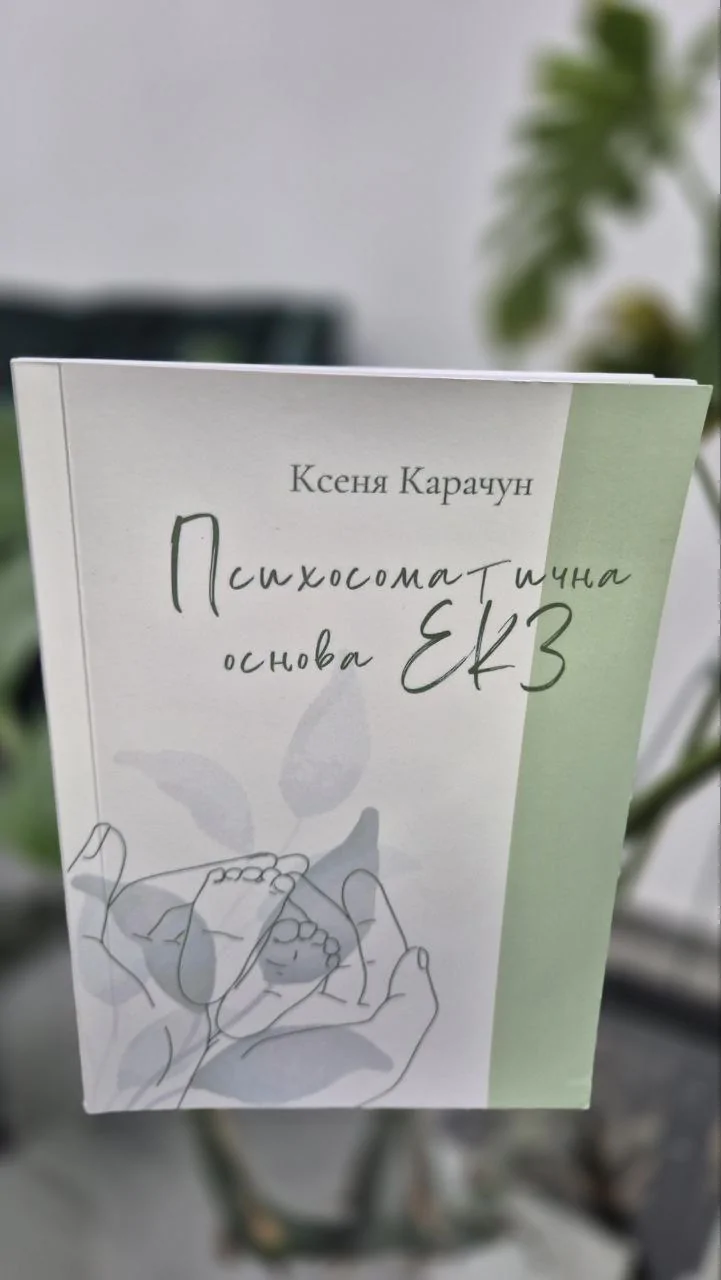 Ксеня Карачун
Психосоматична
основа ЕКЗ